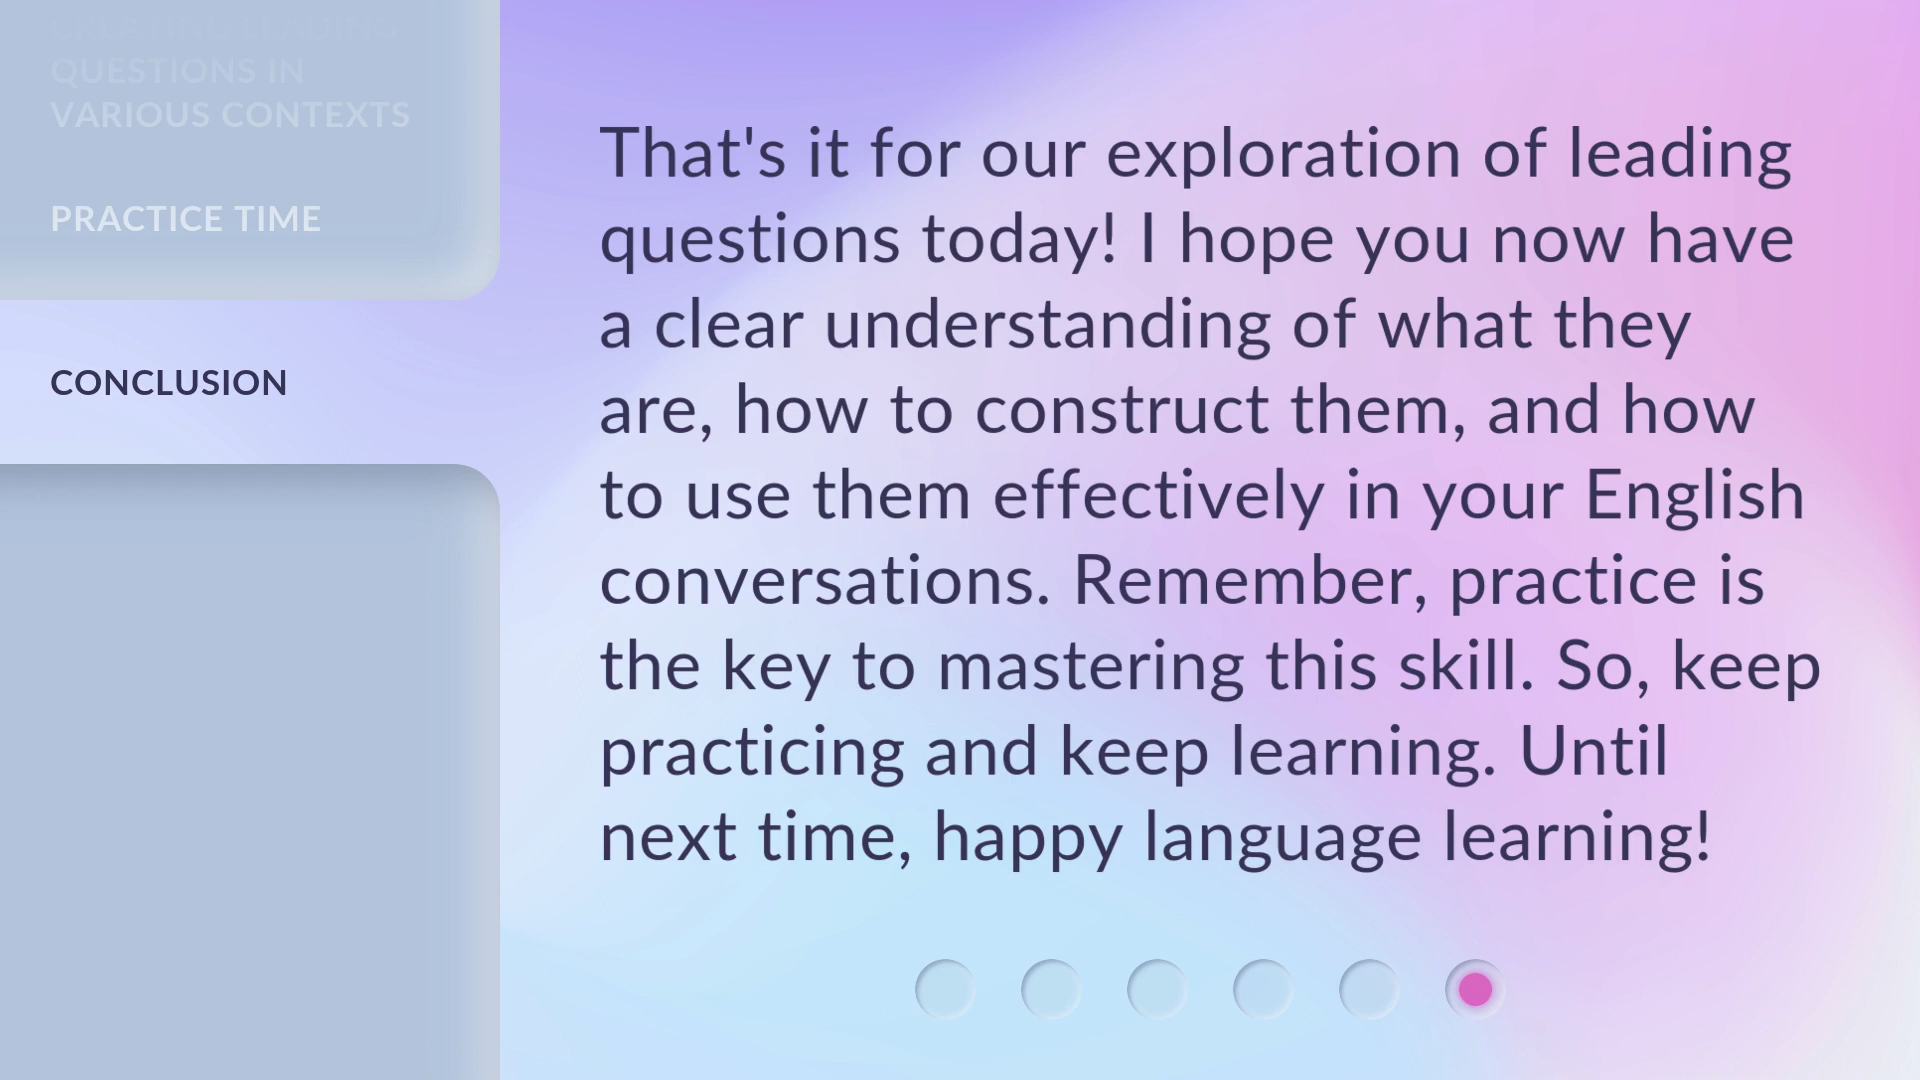 CREATING LEADING
QUESTIONS IN
VARIOUS CONTEXTS
PRACTICE TIME
CONCLUSION
That's it for our exploration of leading
questions today! I hope you now have
a clear understanding of what they
are, how to construct them, and how
to use them effectively in your English
conversations. Remember, practice is
the key to mastering this skill. So, keep
practicing and keep learning. Until
next time, happy language learning!